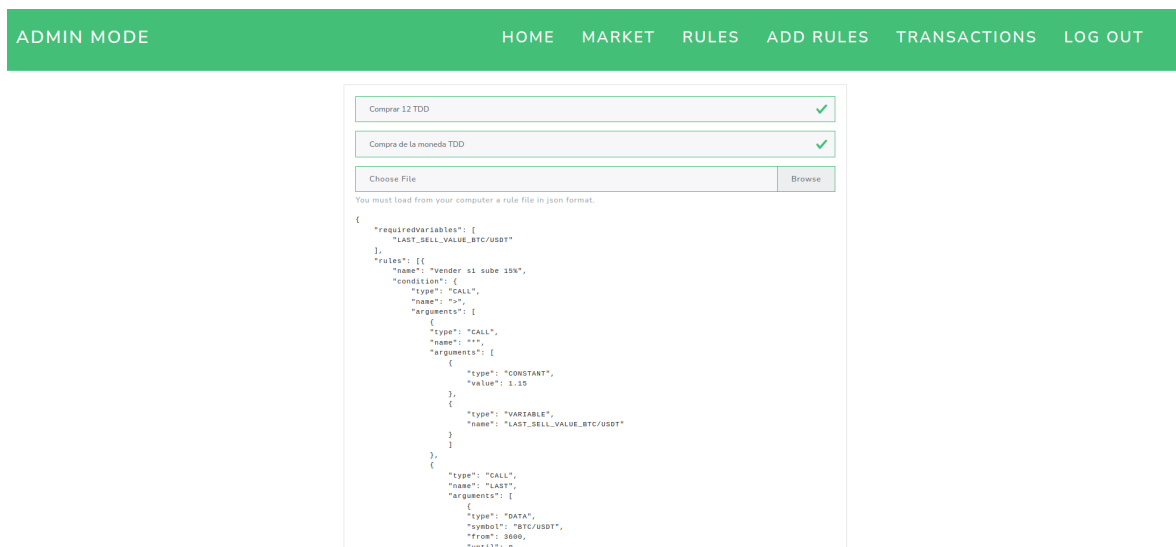 ADMIN MODE HOME MARKET RULES ADD RULES TRANSACTIONS LOG OUT
Comprar 12 TDD
Compra de la moneda TDD
Choose File Browse
You must load from your computer a rule file in json format.
{
    "requiredVariables": [
        "LAST_SELL_VALUE_BTC/USDT"
    ],
    "rules": [{
        "name": "Vender si sube 15%",
        "condition": {
            "type": "CALL",
            "name": ">",
            "arguments": [
                {
                "type": "CALL",
                "name": "*",
                "arguments": [
                    {
                        "type": "CONSTANT",
                        "value": 1.15
                    },
                    {
                        "type": "VARIABLE",
                        "name": "LAST_SELL_VALUE_BTC/USDT"
                    }
                    ]
                },
                {
                    "type": "CALL",
                    "name": "LAST",
                    "arguments": [
                        {
                        "type": "DATA",
                        "symbol": "BTC/USDT",
                        "from": 3600,